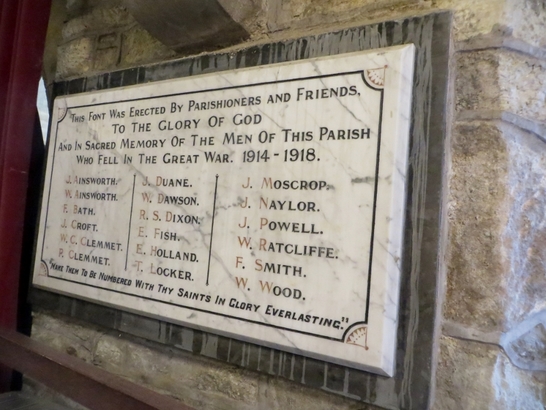 THIS FONT WAS ERECTED BY PARISHIONERS AND FRIENDS,
TO THE GLORY OF GOD
AND IN SACRED MEMORY OF THE MEN OF THIS PARISH
WHO FELL IN THE GREAT WAR. 1914-1918.
J. AINSWORTH.
W. AINSWORTH.
F. BATH.
J. CROFT.
W. C. CLEMMET.
P. CLEMMET.
J. DUANE.
W. DAWSON.
R. S. DIXON.
E. FISH.
E. HOLLAND.
T. LOCKER.
J. MOSCROP.
J. NAYLOR.
J. POWELL.
W. RATCLIFFE.
F. SMITH.
W. WOOD.
"MAKE THEM TO BE NUMBERED WITH THY SAINTS IN GLORY EVERLASTING."